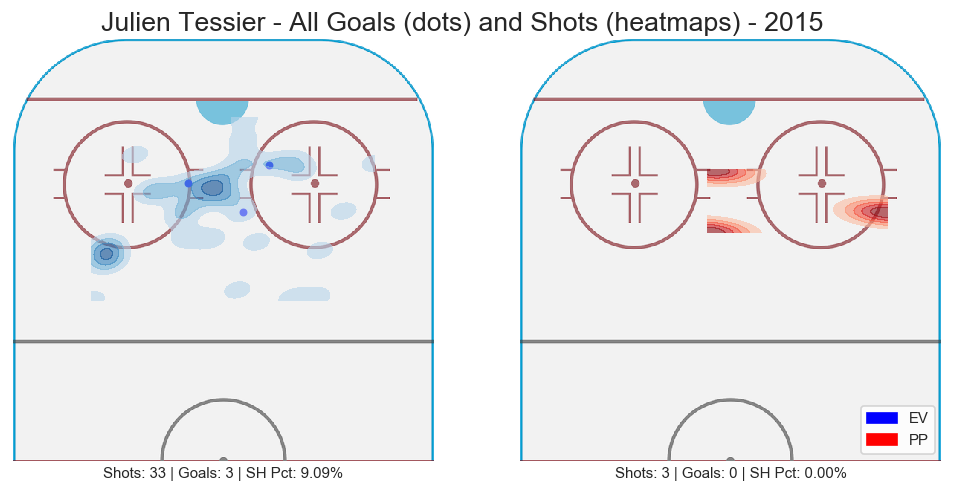 Julien Tessier - All Goals (dots) and Shots (heatmaps) - 2015
EV
PP
Shots: 33 | Goals: 3 | SH Pct: 9.09%
Shots: 3 | Goals: 0 | SH Pct: 0.00%